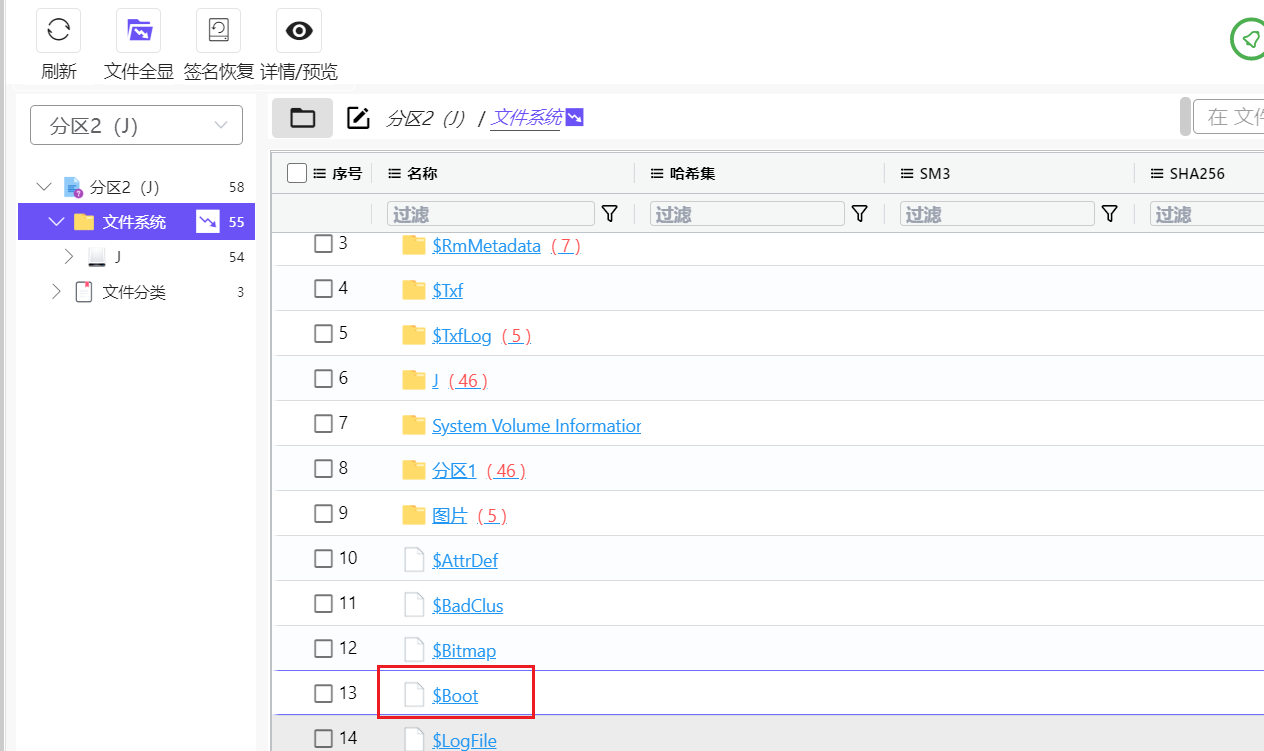 刷新 文件全显 签名恢复 详情/预览
分区2（J）
分区2（J） / 文件系统
在 文件
分区2（J） 58
文件系统 55
J 54
文件分类 3
序号 名称 哈希集 SM3 SHA256
过滤 过滤 过滤 过滤
3 $RmMetadata ( 7 )
4 $Txf
5 $TxfLog ( 5 )
6 J ( 46 )
7 System Volume Information
8 分区1 ( 46 )
9 图片 ( 5 )
10 $AttrDef
11 $BadClus
12 $Bitmap
13 $Boot
14 $LogFile